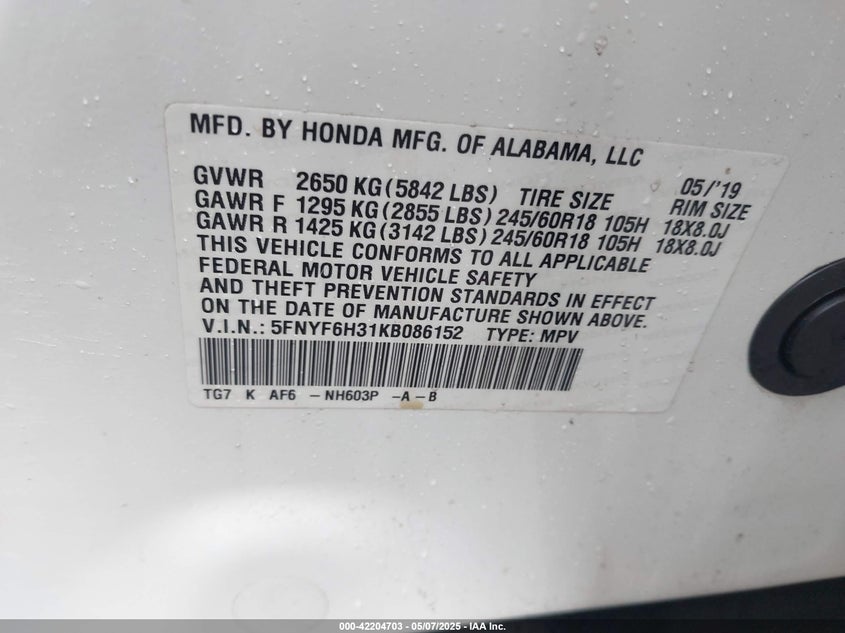 MFD. BY HONDA MFG. OF ALABAMA, LLC
GVWR 2650 KG (5842 LBS) TIRE SIZE 05/'19 RIM SIZE
GAWR F 1295 KG (2855 LBS) 245/60R18 105H 18X8.0J
GAWR R 1425 KG (3142 LBS) 245/60R18 105H 18X8.0J
THIS VEHICLE CONFORMS TO ALL APPLICABLE
FEDERAL MOTOR VEHICLE SAFETY
AND THEFT PREVENTION STANDARDS IN EFFECT
ON THE DATE OF MANUFACTURE SHOWN ABOVE.
V.I.N.: 5FNYF6H31KB086152 TYPE: MPV
TG7 K AF6 - NH603P -A - B
000-42204703 - 05/07/2025 - IAA Inc.